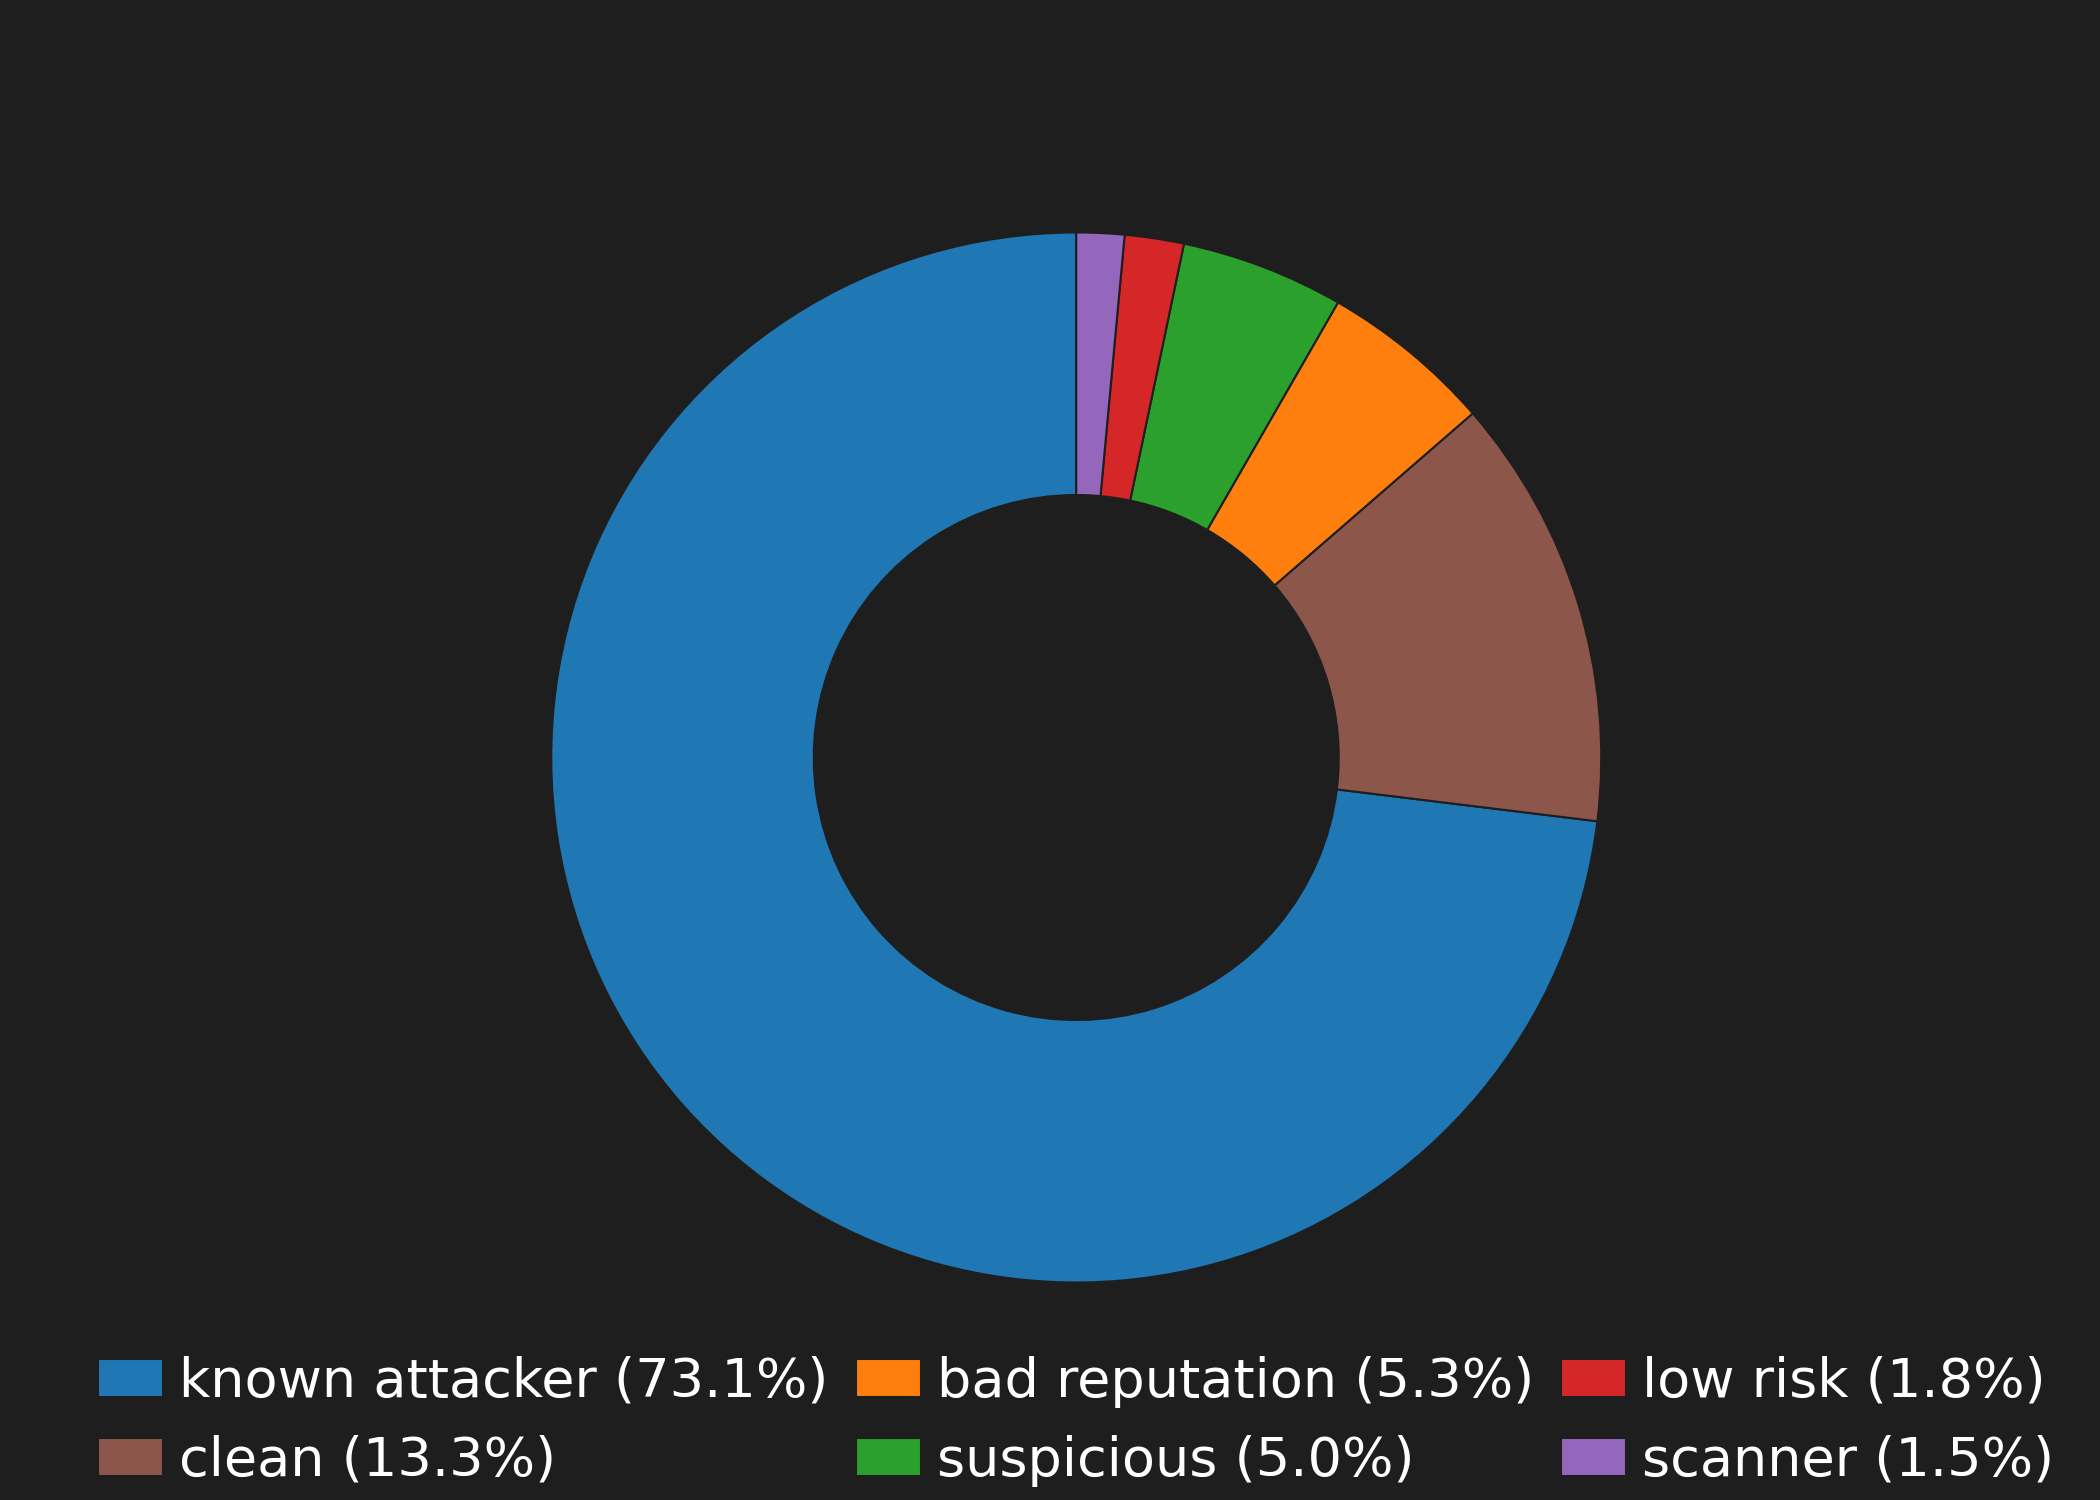 known attacker (73.1%) bad reputation (5.3%) low risk (1.8%)
clean (13.3%) suspicious (5.0%) scanner (1.5%)